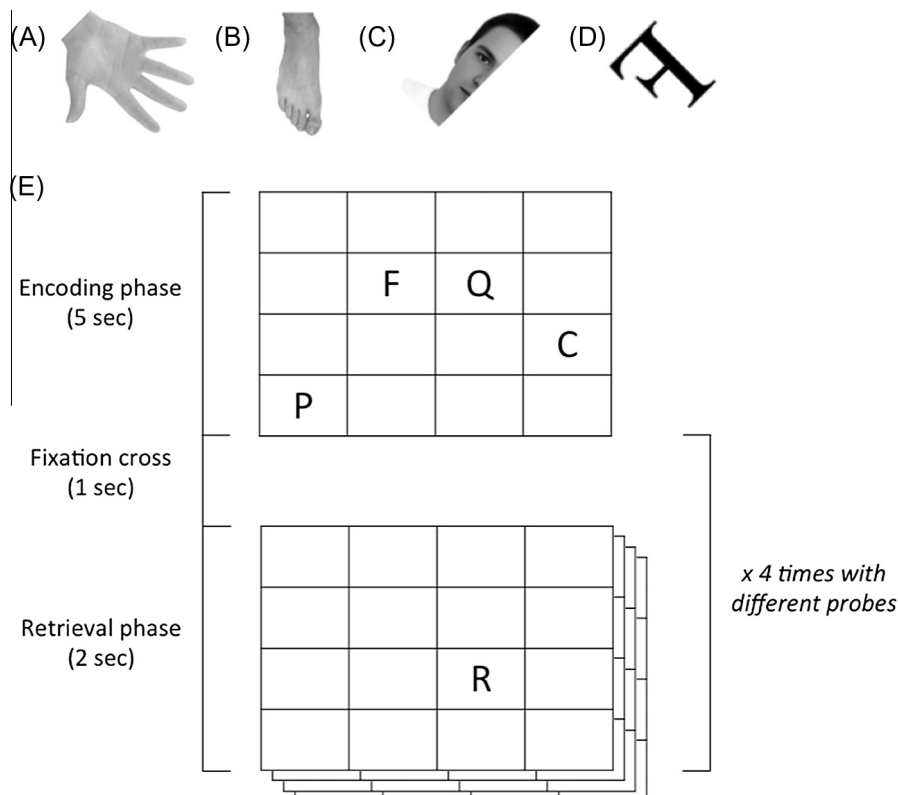 (A) (B) (C) (D)
F
(E)
Encoding phase
(5 sec)
F Q
C
P
Fixation cross
(1 sec)
Retrieval phase
(2 sec)
R
x 4 times with
different probes